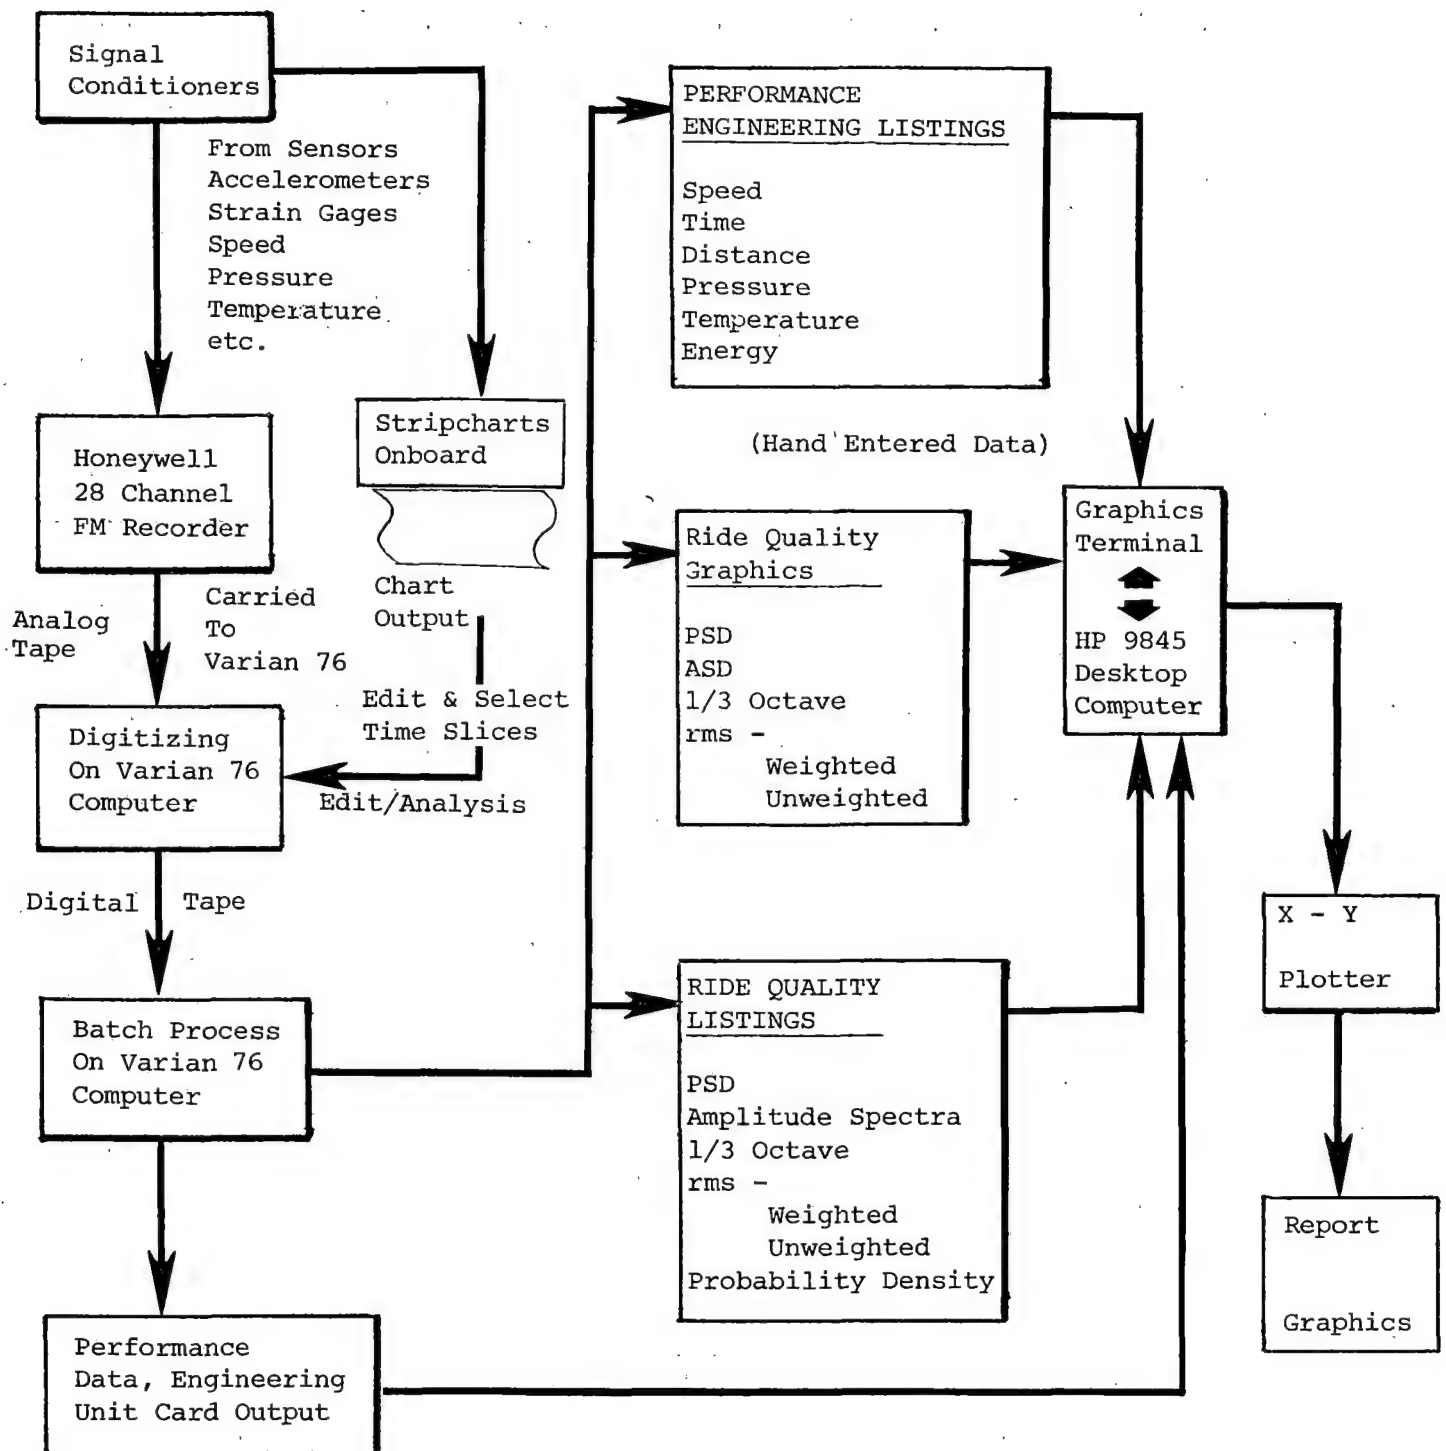 Signal
Conditioners
From Sensors
Accelerometers
Strain Gages
Speed
Pressure
Temperature
etc.
Honeywell
28 Channel
FM Recorder
Stripcharts
Onboard
Chart
Output
Analog
Tape
Carried
To
Varian 76
Edit & Select
Time Slices
Edit/Analysis
Digitizing
On Varian 76
Computer
Digital Tape
Batch Process
On Varian 76
Computer
Performance
Data, Engineering
Unit Card Output
PERFORMANCE
ENGINEERING LISTINGS
Speed
Time
Distance
Pressure
Temperature
Energy
(Hand Entered Data)
Ride Quality
Graphics
PSD
ASD
1/3 Octave
rms -
Weighted
Unweighted
RIDE QUALITY
LISTINGS
PSD
Amplitude Spectra
1/3 Octave
rms -
Weighted
Unweighted
Probability Density
Graphics
Terminal
HP 9845
Desktop
Computer
X - Y
Plotter
Report
Graphics